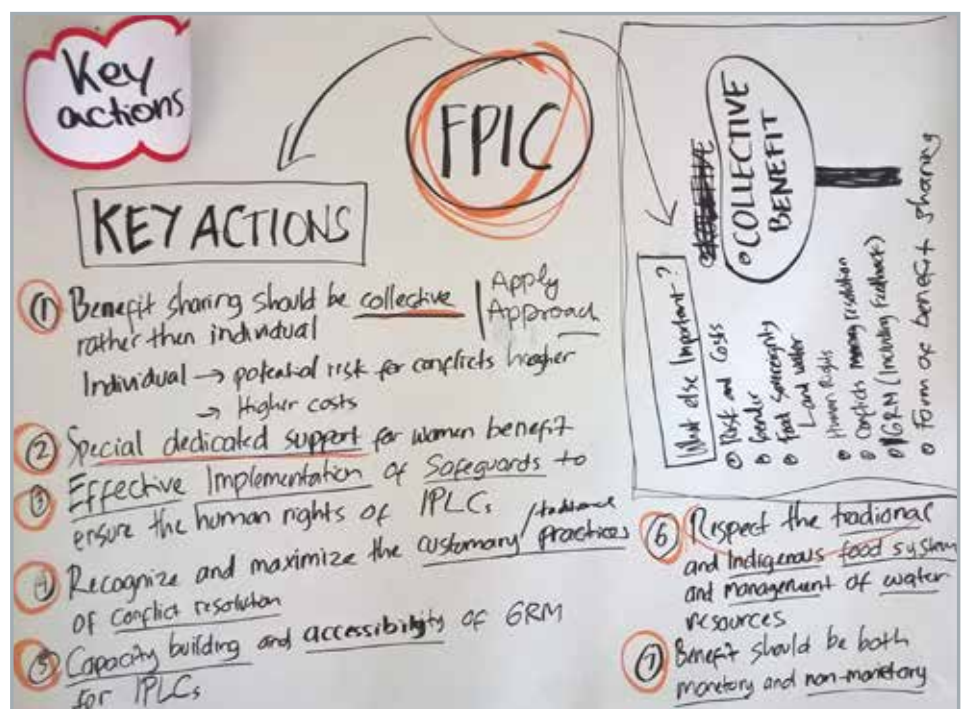 Key
actions
FPIC
KEY ACTIONS
① Benefit sharing should be collective
rather then individual
Apply
Approach
Individual → potential risk for conflicts higher
→ Higher costs
② Special dedicated support for women benefit
③ Effective Implementation of Safeguards to
ensure the human rights of IPLCs
④ Recognize and maximize the customary / traditional practices
of conflict resolution
⑤ Capacity building and accessibility of GRM
for IPLCs
What else Important?
COLLECTIVE
BENEFIT
Risk and Costs
Gender
Food Sovereignty
Land and water
Human Rights
Conflicts resolution
GRM (Including Feedback)
Form of benefit sharing
⑥ Respect the tradional
and Indigenous food system
and management of water
resources
⑦ Benefit should be both
monetary and non-monetary